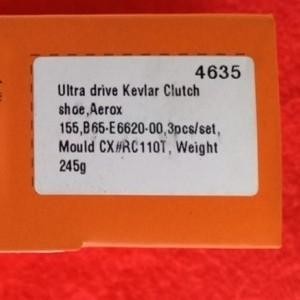 4635
Ultra drive Kevlar Clutch
shoe,Aerox
155,B65-E6620-00,3pcs/set,
Mould CX#RC110T, Weight
245g